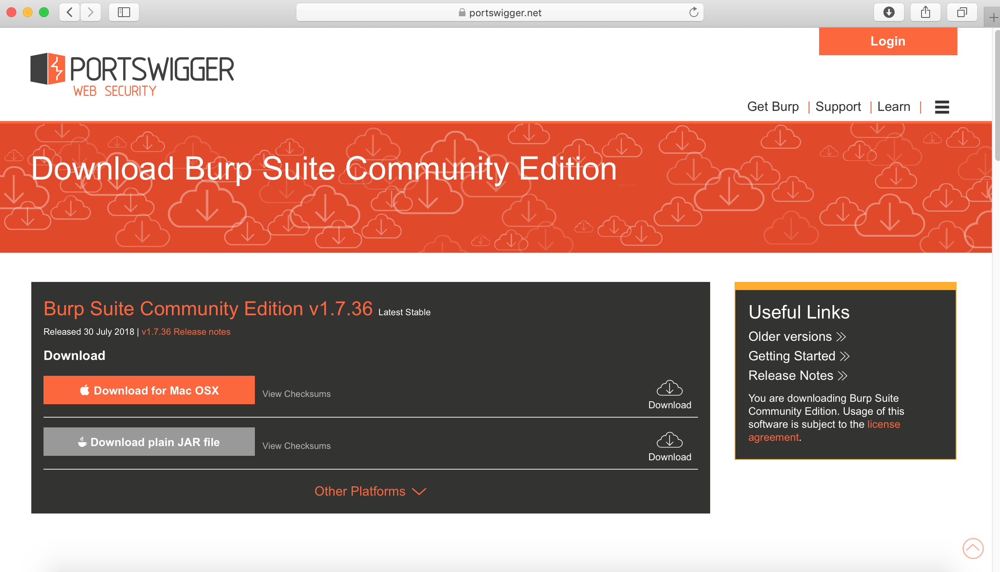 portswigger.net
Login
PORTSWIGGER
WEB SECURITY
Get Burp | Support | Learn |
Download Burp Suite Community Edition
Burp Suite Community Edition v1.7.36 Latest Stable
Released 30 July 2018 | v1.7.36 Release notes
Download
Download for Mac OSX View Checksums Download
Download plain JAR file View Checksums Download
Other Platforms
Useful Links
Older versions
Getting Started
Release Notes
You are downloading Burp Suite
Community Edition. Usage of this
software is subject to the license
agreement.